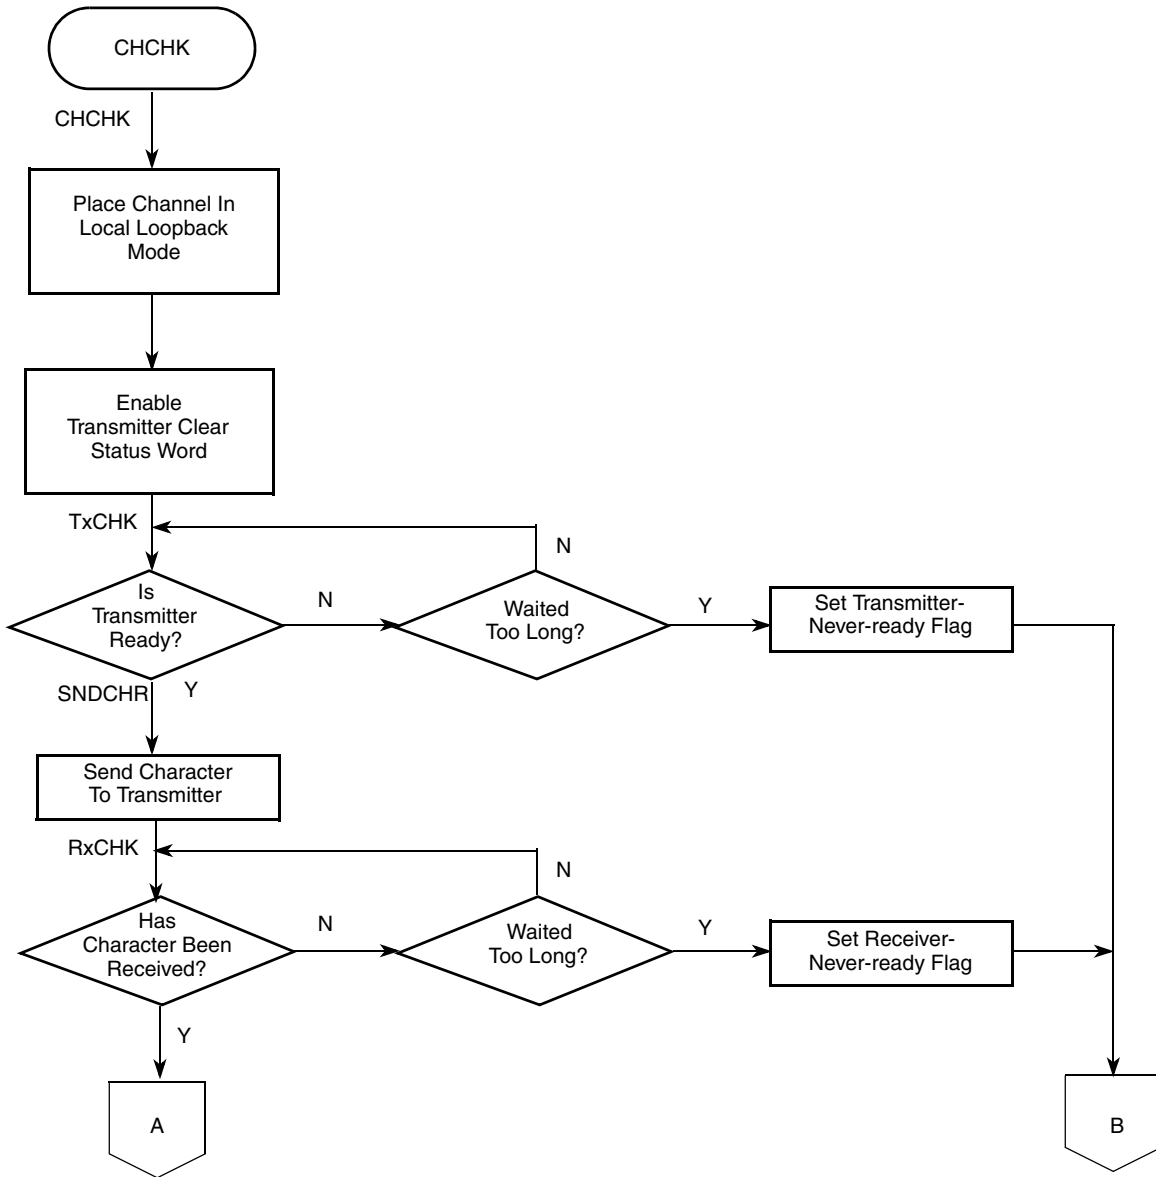 CHCHK
CHCHK
Place Channel In
Local Loopback
Mode
Enable
Transmitter Clear
Status Word
TxCHK
N
Is
Transmitter
Ready?
N
Waited
Too Long?
Y
Set Transmitter-
Never-ready Flag
SNDCHR
Y
Send Character
To Transmitter
RxCHK
N
Has
Character Been
Received?
N
Waited
Too Long?
Y
Set Receiver-
Never-ready Flag
Y
A
B